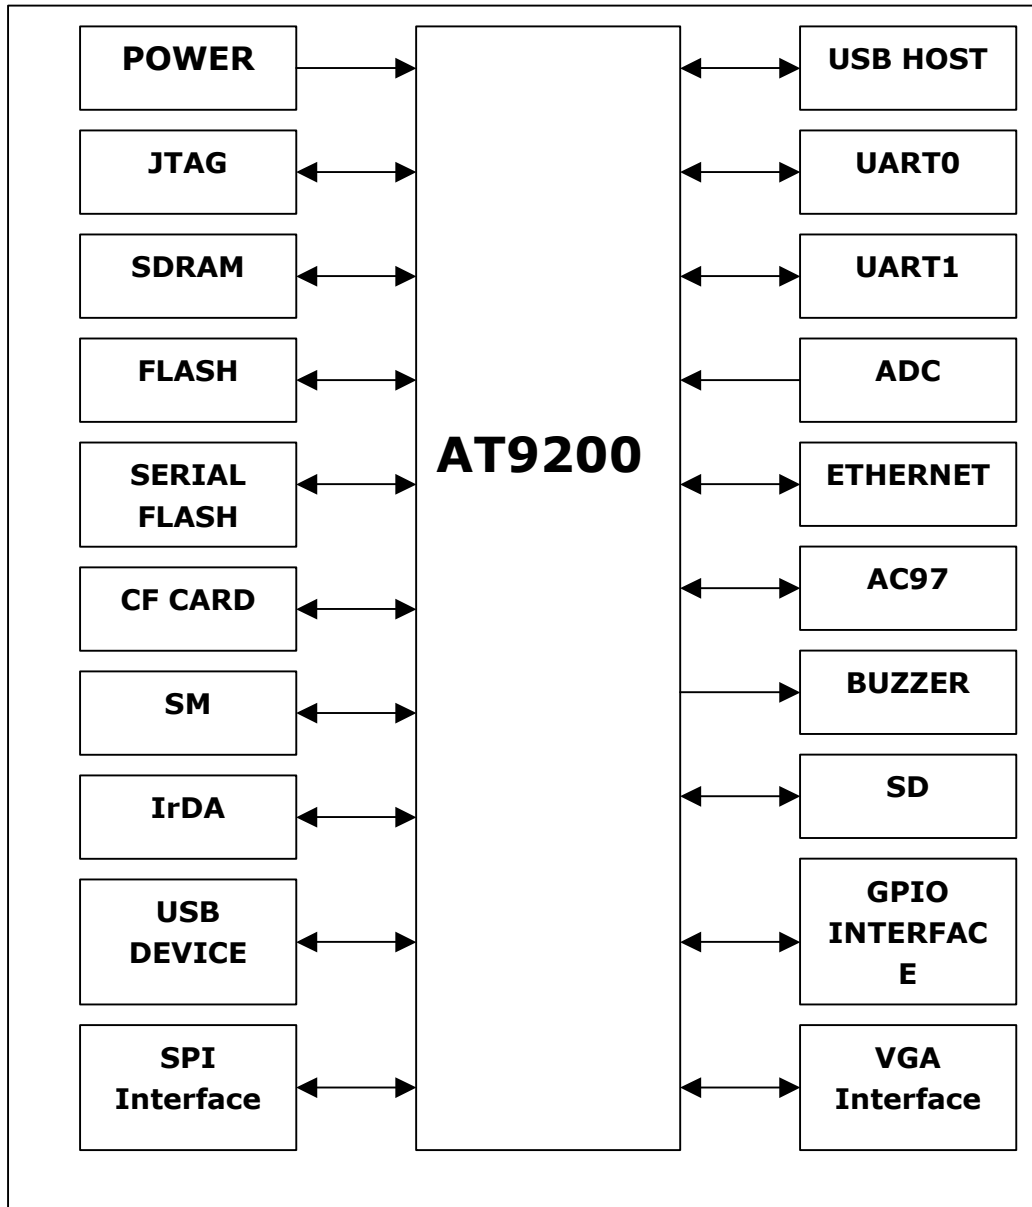 POWER
JTAG
SDRAM
FLASH
SERIAL
FLASH
CF CARD
SM
IrDA
USB
DEVICE
SPI
Interface
AT9200
USB HOST
UART0
UART1
ADC
ETHERNET
AC97
BUZZER
SD
GPIO
INTERFAC
E
VGA
Interface